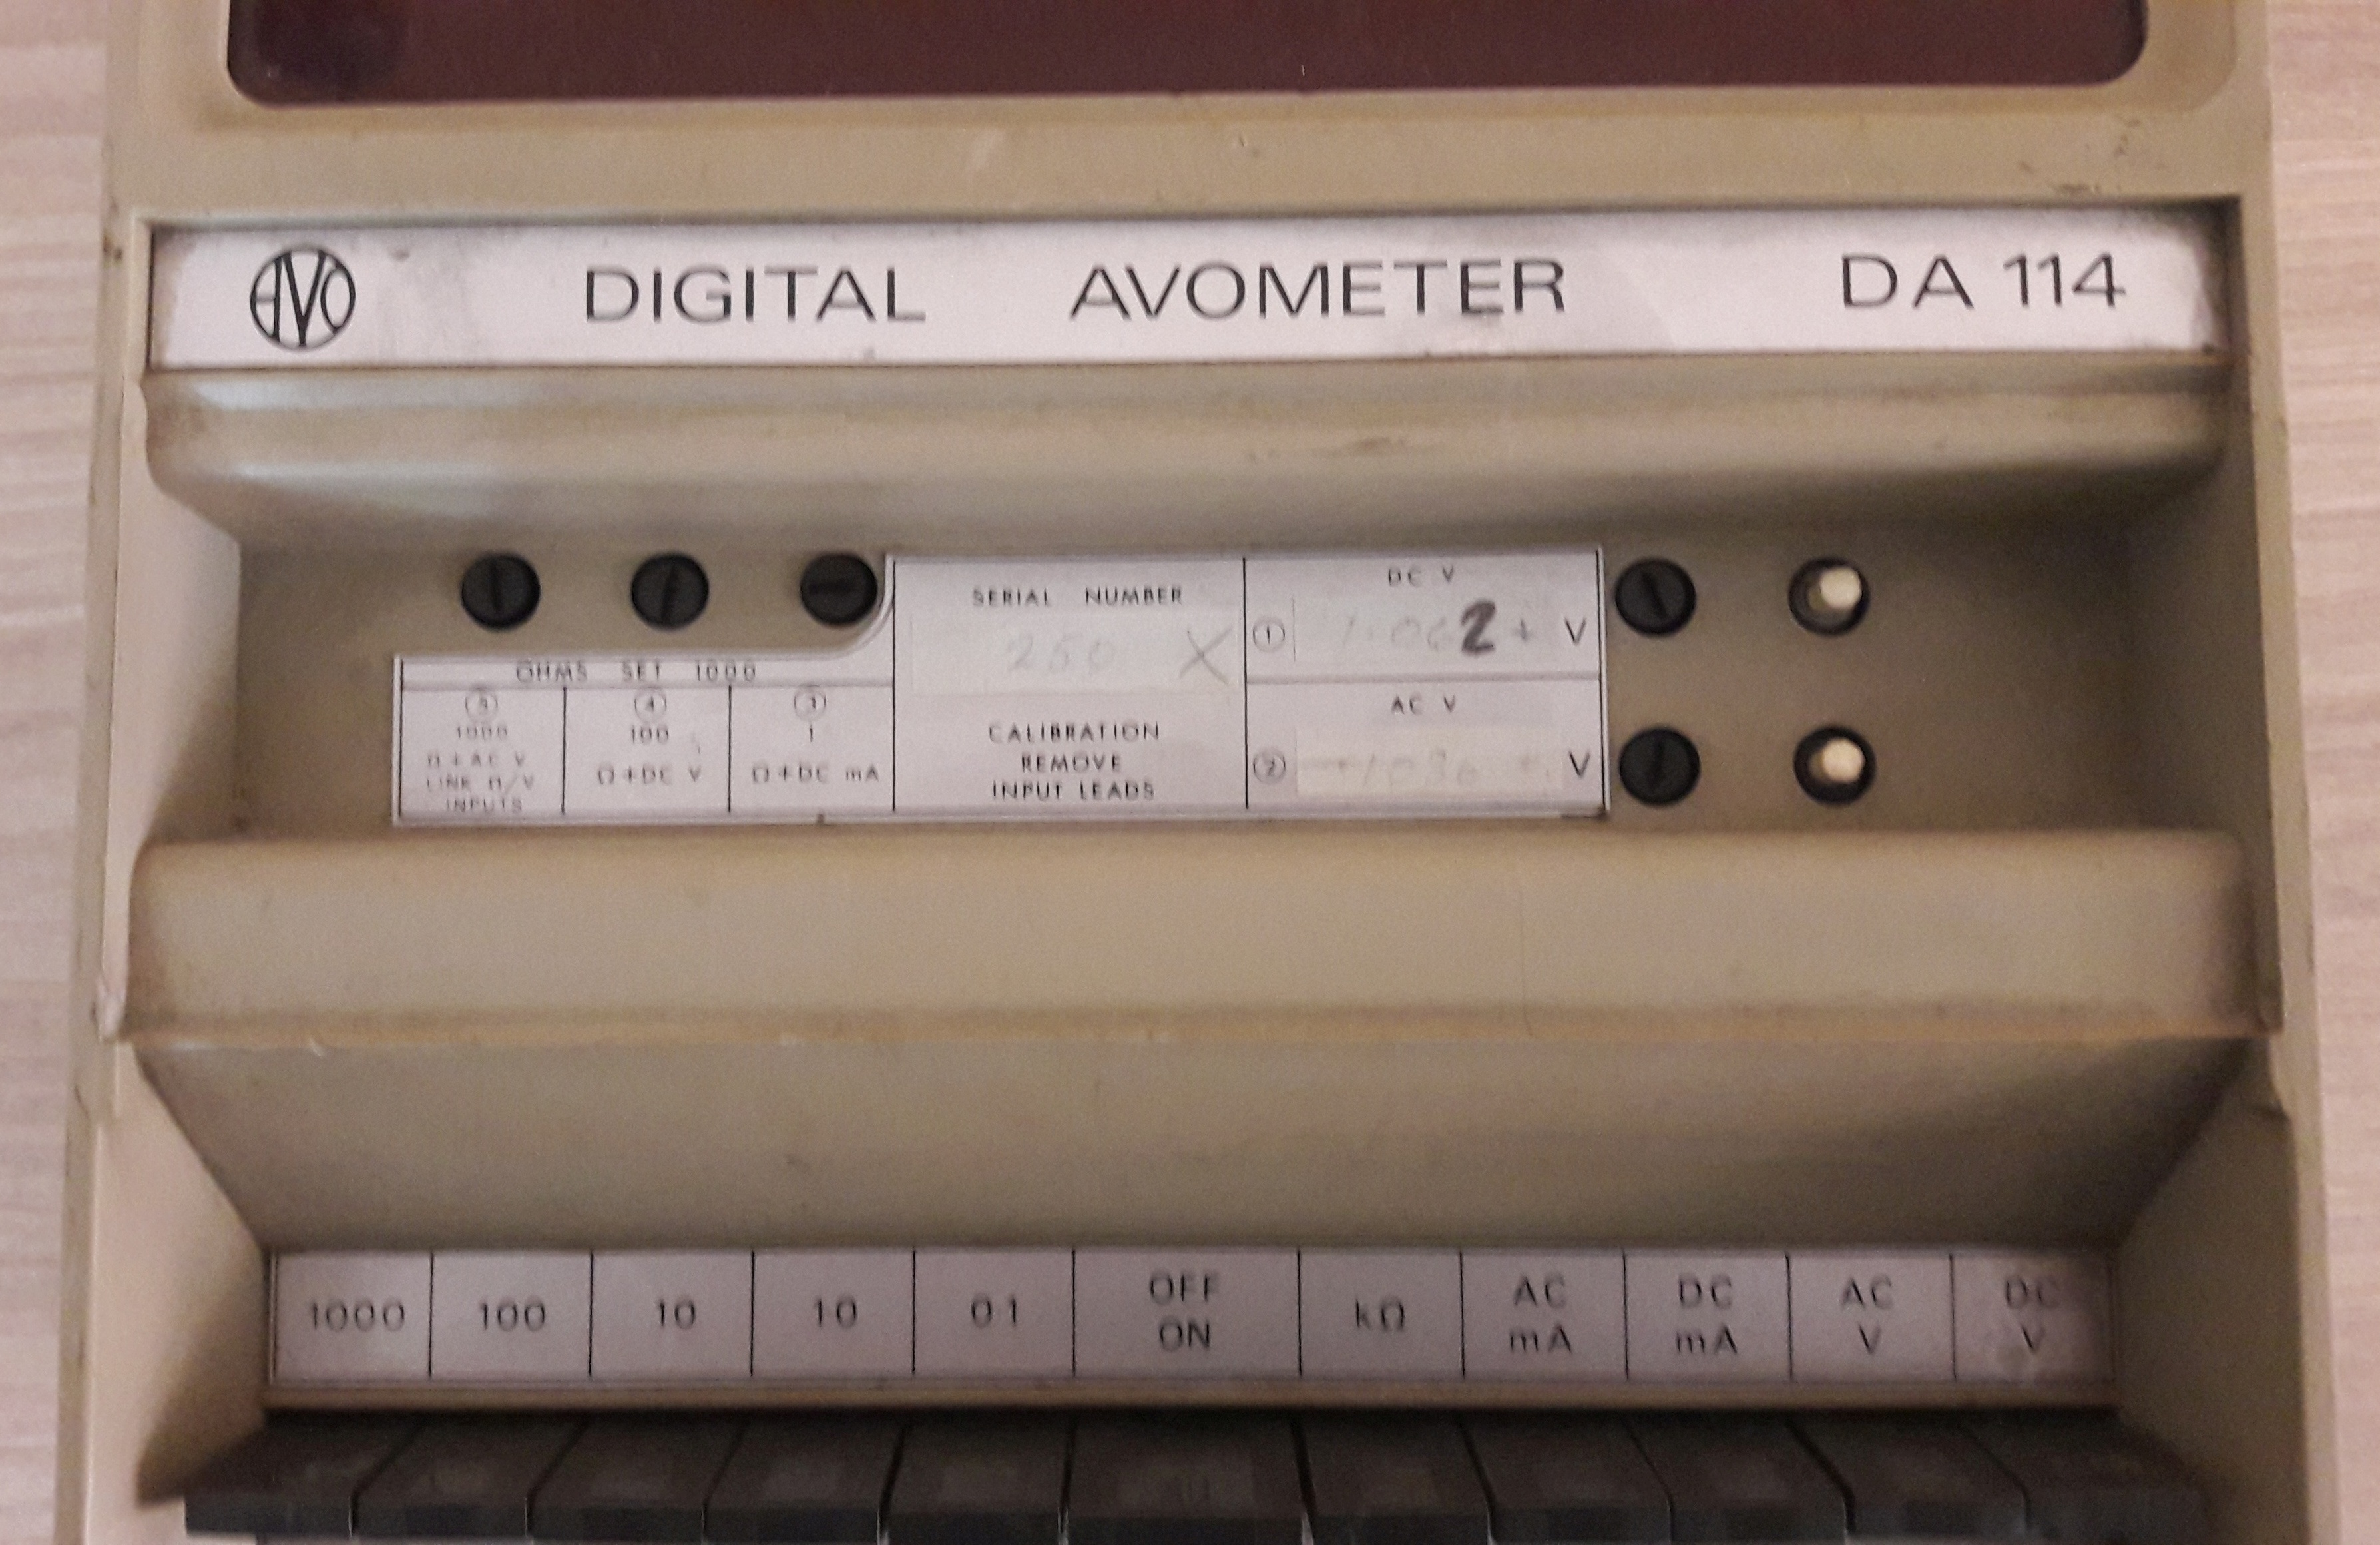 AVO DIGITAL AVOMETER DA 114
OHMS SET 1000
5 4 3
1000 100 1
Ω+AC V Ω+DC V Ω+DC mA
LINK Ω/V
INPUTS
SERIAL NUMBER
250 X
CALIBRATION
REMOVE
INPUT LEADS
DC V
1 2 + V
AC V
2 V
1000 100 10 10 01 OFF ON kΩ AC mA DC mA AC V DC V